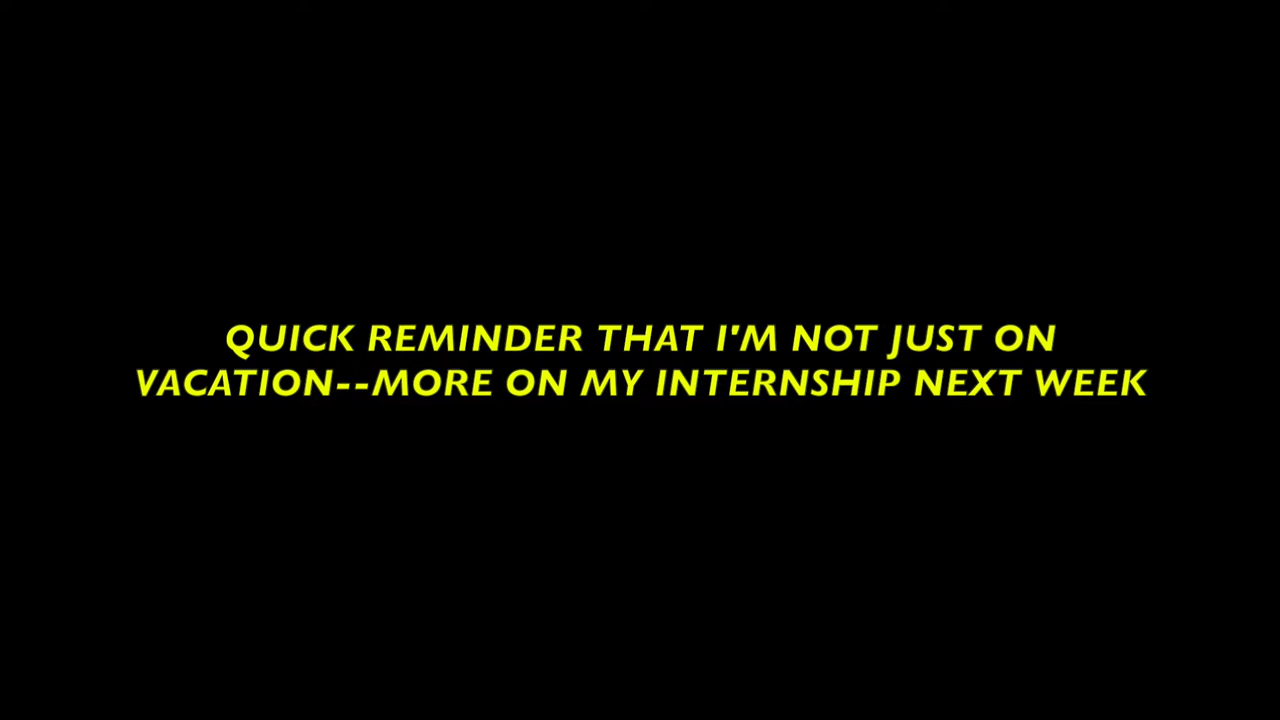 QUICK REMINDER THAT I'M NOT JUST ON
VACATION--MORE ON MY INTERNSHIP NEXT WEEK